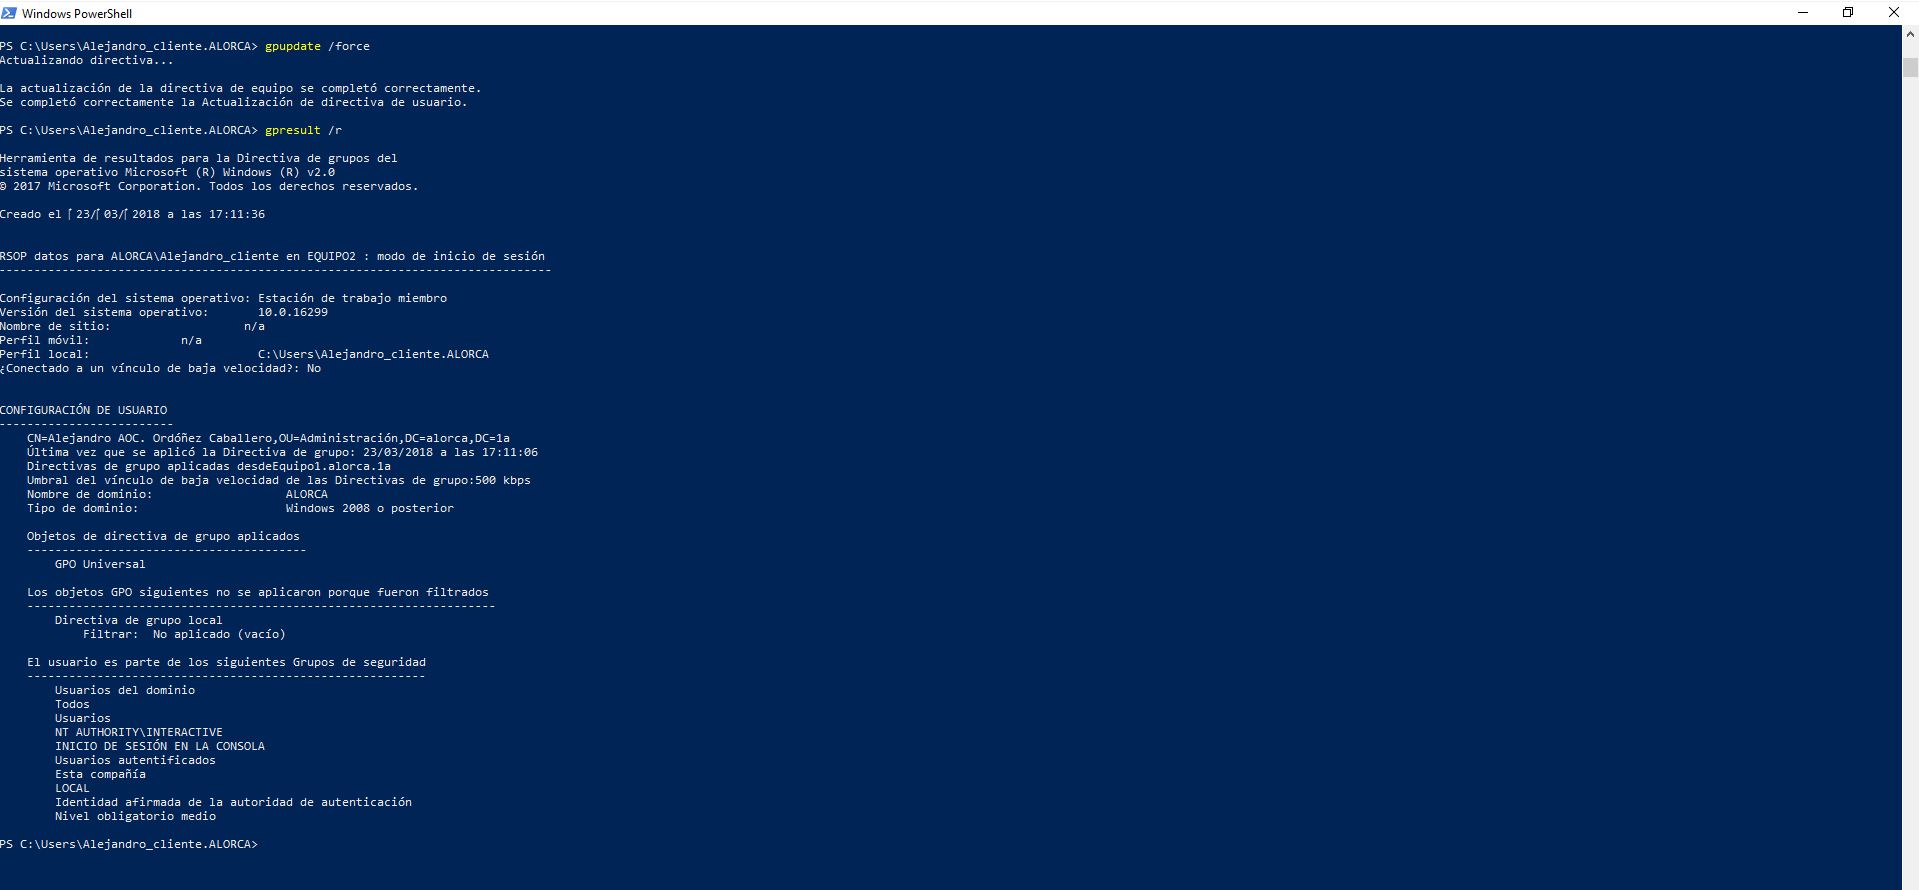 Windows PowerShell
PS C:\Users\Alejandro_cliente.ALORCA> gpupdate /force
Actualizando directiva...
La actualización de la directiva de equipo se completó correctamente.
Se completó correctamente la Actualización de directiva de usuario.
PS C:\Users\Alejandro_cliente.ALORCA> gpresult /r
Herramienta de resultados para la Directiva de grupos del
sistema operativo Microsoft (R) Windows (R) v2.0
© 2017 Microsoft Corporation. Todos los derechos reservados.
Creado el ⌈23/⌈03/⌈2018 a las 17:11:36
RSOP datos para ALORCA\Alejandro_cliente en EQUIPO2 : modo de inicio de sesión
-------------------------------------------------------------------------------
Configuración del sistema operativo: Estación de trabajo miembro
Versión del sistema operativo: 10.0.16299
Nombre de sitio: n/a
Perfil móvil: n/a
Perfil local: C:\Users\Alejandro_cliente.ALORCA
¿Conectado a un vínculo de baja velocidad?: No
CONFIGURACIÓN DE USUARIO
-------------------------
CN=Alejandro AOC. Ordóñez Caballero,OU=Administración,DC=alorca,DC=1a
Última vez que se aplicó la Directiva de grupo: 23/03/2018 a las 17:11:06
Directivas de grupo aplicadas desdeEquipo1.alorca.1a
Umbral del vínculo de baja velocidad de las Directivas de grupo:500 kbps
Nombre de dominio: ALORCA
Tipo de dominio: Windows 2008 o posterior
Objetos de directiva de grupo aplicados
----------------------------------------
GPO Universal
Los objetos GPO siguientes no se aplicaron porque fueron filtrados
-------------------------------------------------------------------
Directiva de grupo local
Filtrar: No aplicado (vacío)
El usuario es parte de los siguientes Grupos de seguridad
---------------------------------------------------------
Usuarios del dominio
Todos
Usuarios
NT AUTHORITY\INTERACTIVE
INICIO DE SESIÓN EN LA CONSOLA
Usuarios autentificados
Esta compañía
LOCAL
Identidad afirmada de la autoridad de autenticación
Nivel obligatorio medio
PS C:\Users\Alejandro_cliente.ALORCA>